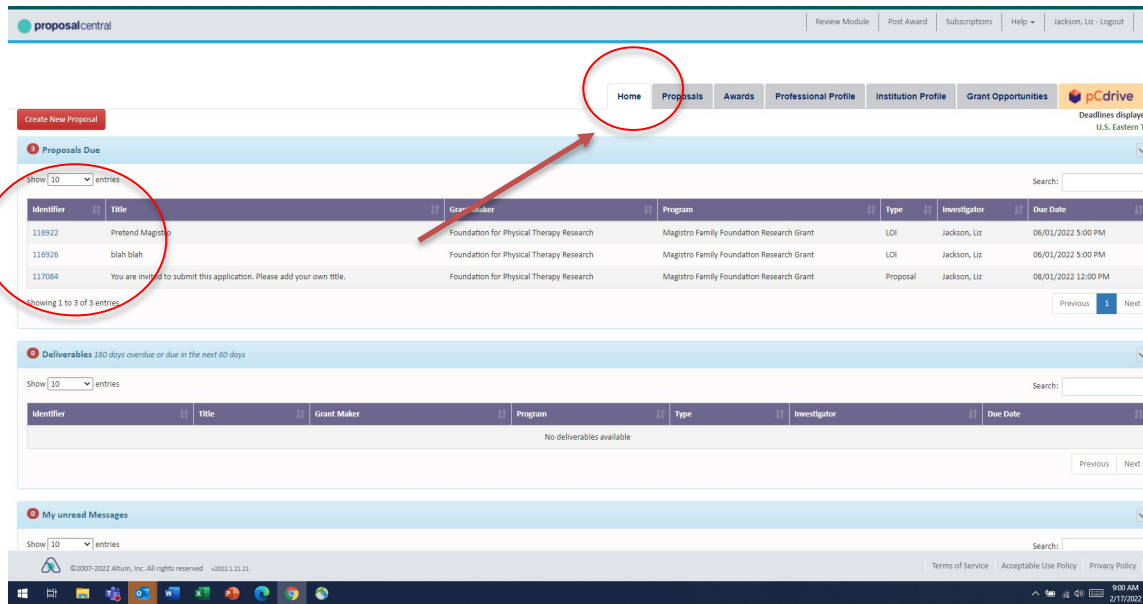 proposalcentral
Review Module Post Award Subscriptions Help Jackson, Liz - Logout
Home Proposals Awards Professional Profile Institution Profile Grant Opportunities pCdrive
Create New Proposal
Deadlines displaye
U.S. Eastern T
3 Proposals Due
Show 10 entries Search:
Identifier Title Grant Maker Program Type Investigator Due Date
116922 Pretend Magistro Foundation for Physical Therapy Research Magistro Family Foundation Research Grant LOI Jackson, Liz 06/01/2022 5:00 PM
116926 blah blah Foundation for Physical Therapy Research Magistro Family Foundation Research Grant LOI Jackson, Liz 06/01/2022 5:00 PM
117084 You are invited to submit this application. Please add your own title. Foundation for Physical Therapy Research Magistro Family Foundation Research Grant Proposal Jackson, Liz 08/01/2022 12:00 PM
Showing 1 to 3 of 3 entries Previous 1 Next
0 Deliverables 180 days overdue or due in the next 60 days
Show 10 entries Search:
Identifier Title Grant Maker Program Type Investigator Due Date
No deliverables available
Previous Next
0 My unread Messages
Show 10 entries Search:
©2007-2022 Altum, Inc. All rights reserved v2022.1.21.21 Terms of Service Acceptable Use Policy Privacy Policy
9:00 AM
2/17/2022